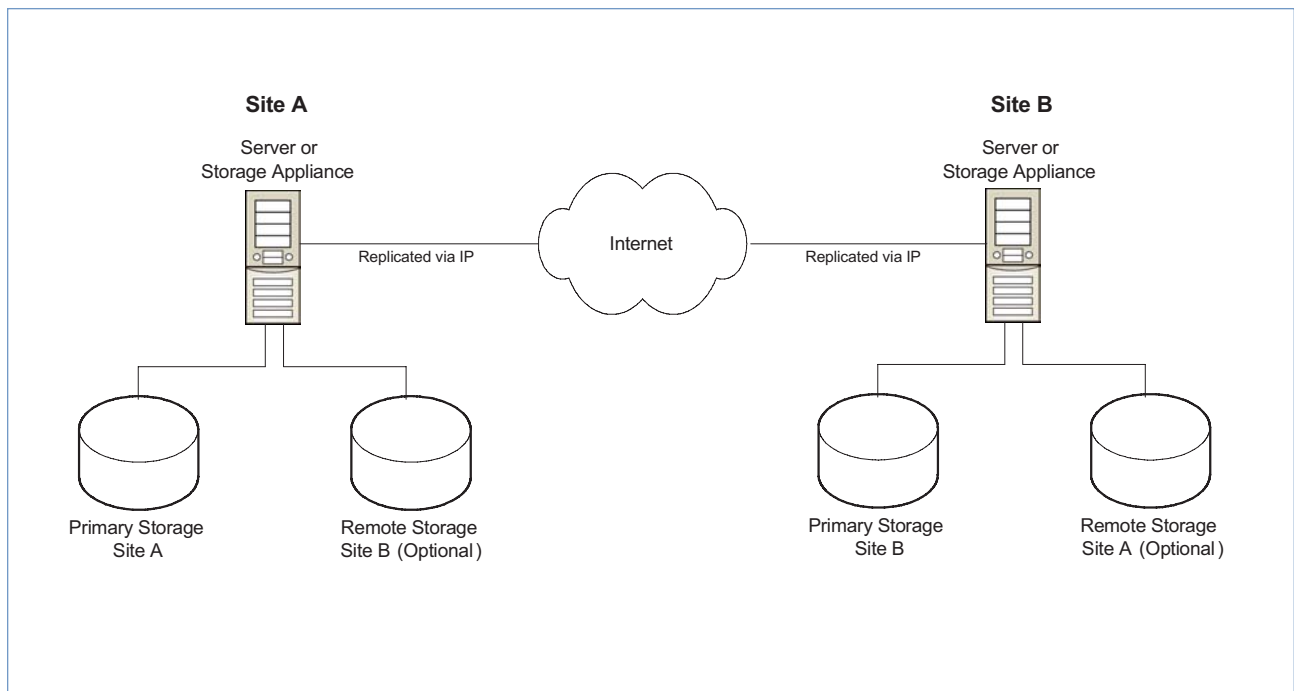 Site A
Server or
Storage Appliance
Site B
Server or
Storage Appliance
Replicated via IP
Internet
Replicated via IP
Primary Storage
Site A
Remote Storage
Site B (Optional)
Primary Storage
Site B
Remote Storage
Site A (Optional)